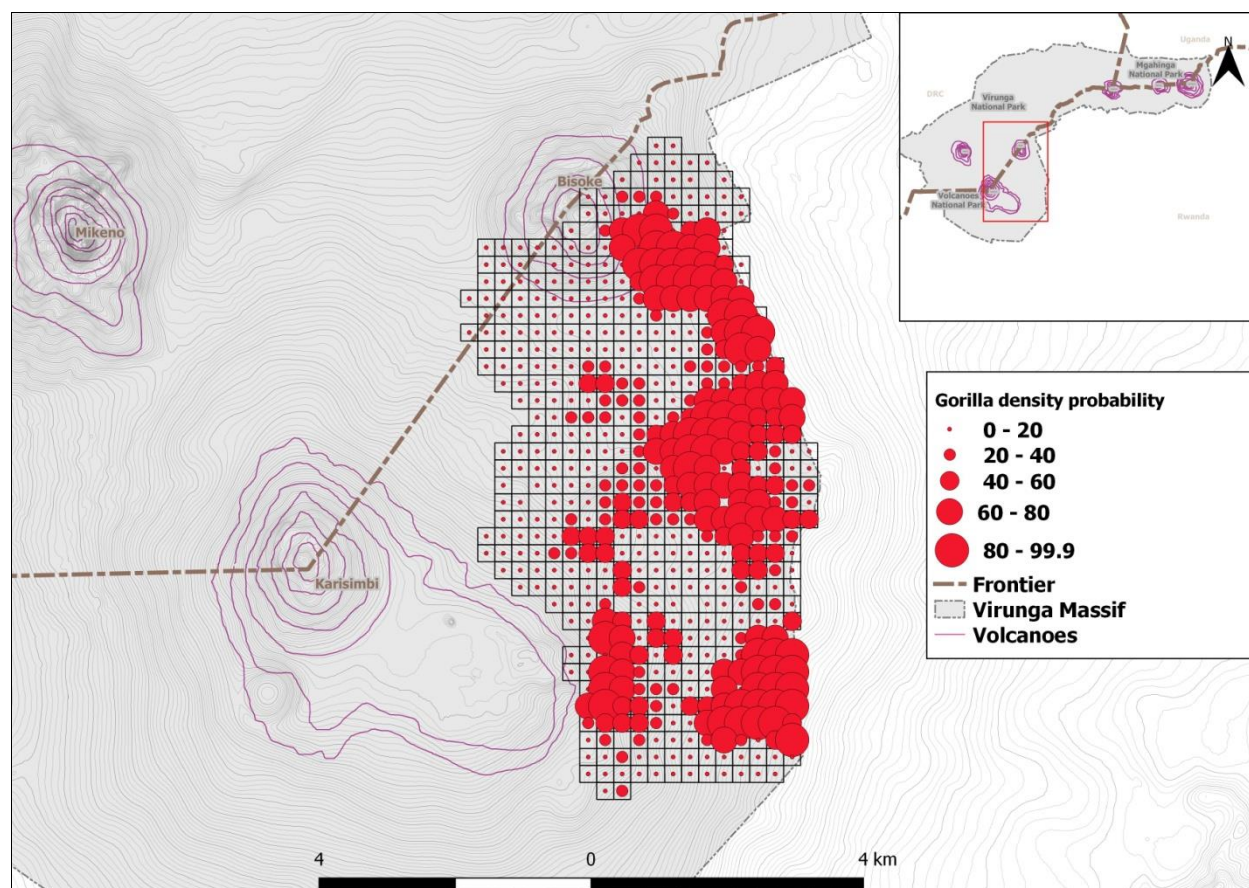 Uganda
N
Mgahinga
National Park
DRC
Virunga
National Park
Volcanoes
National Park
Rwanda
Bisoke
Mikeno
Karisimbi
Gorilla density probability
0 - 20
20 - 40
40 - 60
60 - 80
80 - 99.9
Frontier
Virunga Massif
Volcanoes
4
0
4 km